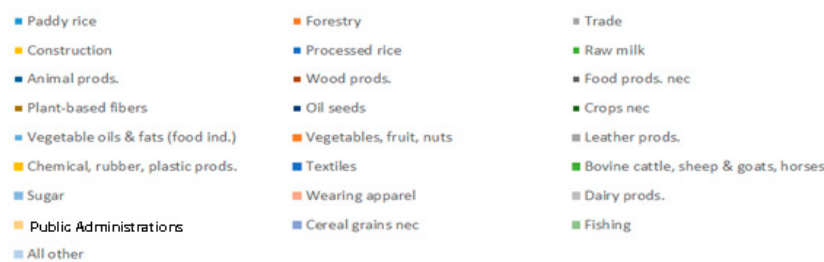 Paddy rice Forestry Trade
Construction Processed rice Raw milk
Animal prods. Wood prods. Food prods. nec
Plant-based fibers Oil seeds Crops nec
Vegetable oils & fats (food ind.) Vegetables, fruit, nuts Leather prods.
Chemical, rubber, plastic prods. Textiles Bovine cattle, sheep & goats, horses
Sugar Wearing apparel Dairy prods.
Public Administrations Cereal grains nec Fishing
All other